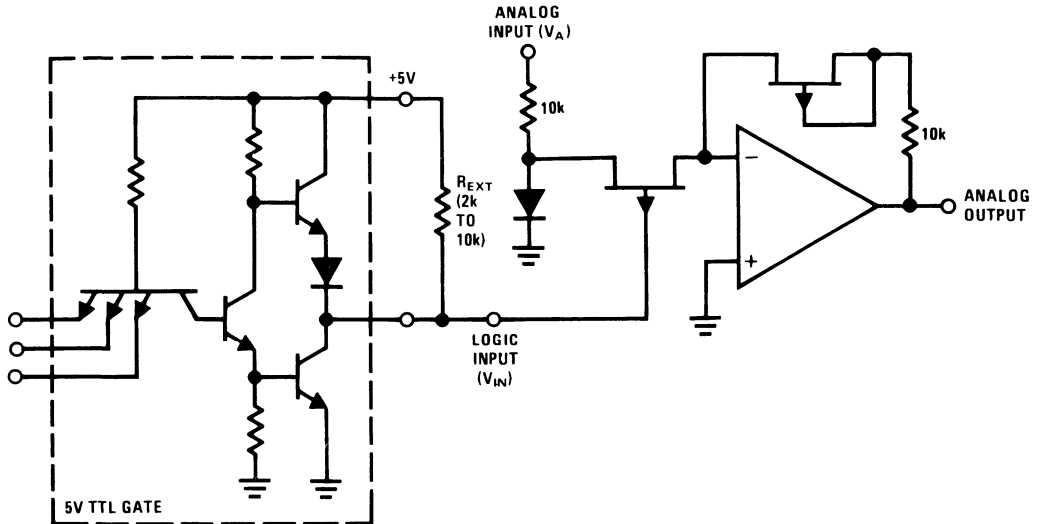 ANALOG
INPUT (VA)
+5V
10k
10k
REXT
(2k
TO
10k)
−
+
ANALOG
OUTPUT
LOGIC
INPUT
(VIN)
5V TTL GATE